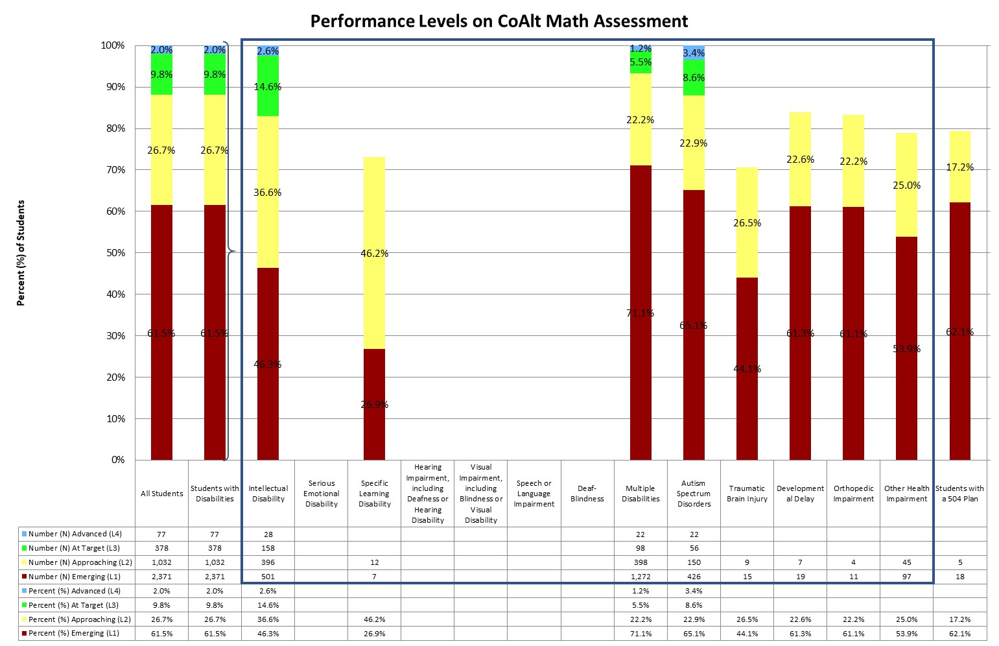 Performance Levels on CoAlt Math Assessment
Percent (%) of Students
100%
90%
80%
70%
60%
50%
40%
30%
20%
10%
0%
2.0% 2.0% 2.6% 1.2% 3.4%
9.8% 9.8% 14.6% 5.5% 8.6%
26.7% 26.7% 36.6% 46.2% 22.2% 22.9% 26.5% 22.6% 22.2% 25.0% 17.2%
61.5% 61.5% 46.3% 26.9% 71.1% 65.1% 44.1% 61.3% 61.1% 53.9% 62.1%
All Students
Students with
Disabilities
Intellectual
Disability
Serious
Emotional
Disability
Specific
Learning
Disability
Hearing
Impairment,
including
Deafness or
Hearing
Disability
Visual
Impairment,
including
Blindness or
Visual
Disability
Speech or
Language
Impairment
Deaf-
Blindness
Multiple
Disabilities
Autism
Spectrum
Disorders
Traumatic
Brain Injury
Development
al Delay
Orthopedic
Impairment
Other Health
Impairment
Students with
a 504 Plan
Number (N) Advanced (L4) 77 77 28 22 22
Number (N) At Target (L3) 378 378 158 98 56
Number (N) Approaching (L2) 1,032 1,032 396 12 398 150 9 7 4 45 5
Number (N) Emerging (L1) 2,371 2,371 501 7 1,272 426 15 19 11 97 18
Percent (%) Advanced (L4) 2.0% 2.0% 2.6% 1.2% 3.4%
Percent (%) At Target (L3) 9.8% 9.8% 14.6% 5.5% 8.6%
Percent (%) Approaching (L2) 26.7% 26.7% 36.6% 46.2% 22.2% 22.9% 26.5% 22.6% 22.2% 25.0% 17.2%
Percent (%) Emerging (L1) 61.5% 61.5% 46.3% 26.9% 71.1% 65.1% 44.1% 61.3% 61.1% 53.9% 62.1%